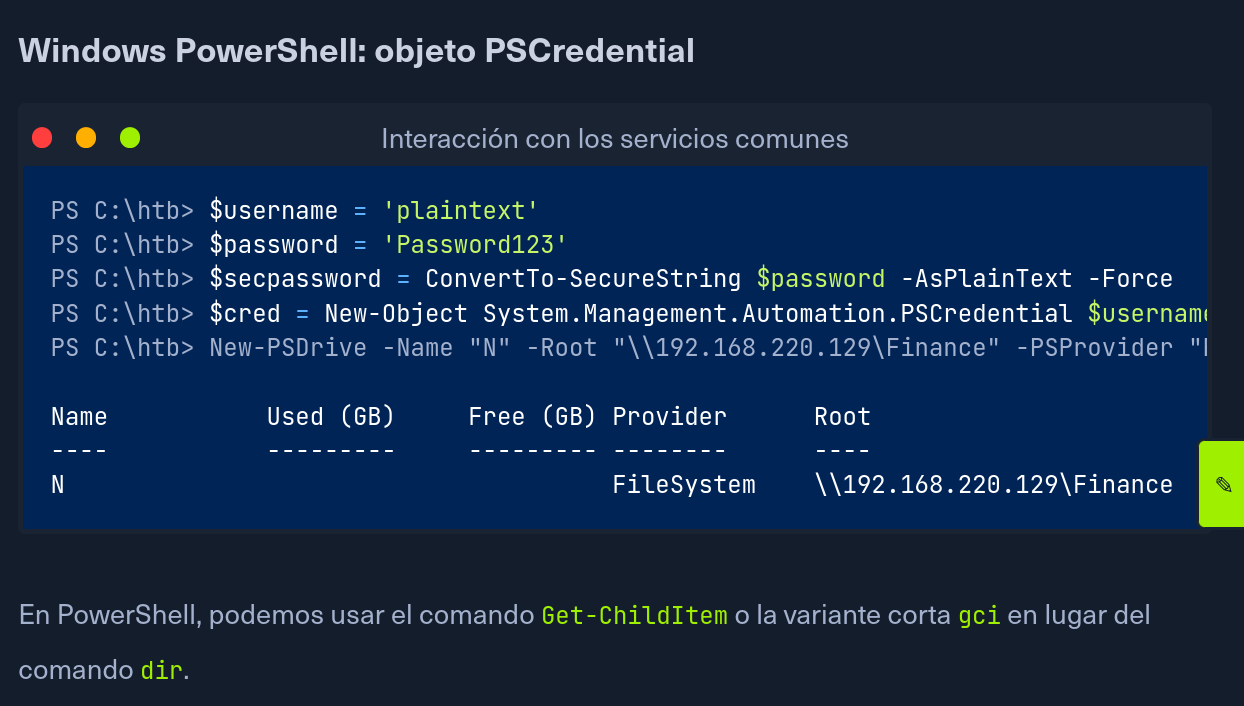 Windows PowerShell: objeto PSCredential
Interacción con los servicios comunes
PS C:\htb> $username = 'plaintext'
PS C:\htb> $password = 'Password123'
PS C:\htb> $secpassword = ConvertTo-SecureString $password -AsPlainText -Force
PS C:\htb> $cred = New-Object System.Management.Automation.PSCredential $username
PS C:\htb> New-PSDrive -Name "N" -Root "\\192.168.220.129\Finance" -PSProvider "
Name Used (GB) Free (GB) Provider Root
---- --------- --------- -------- ----
N FileSystem \\192.168.220.129\Finance
En PowerShell, podemos usar el comando Get-ChildItem o la variante corta gci en lugar del
comando dir.